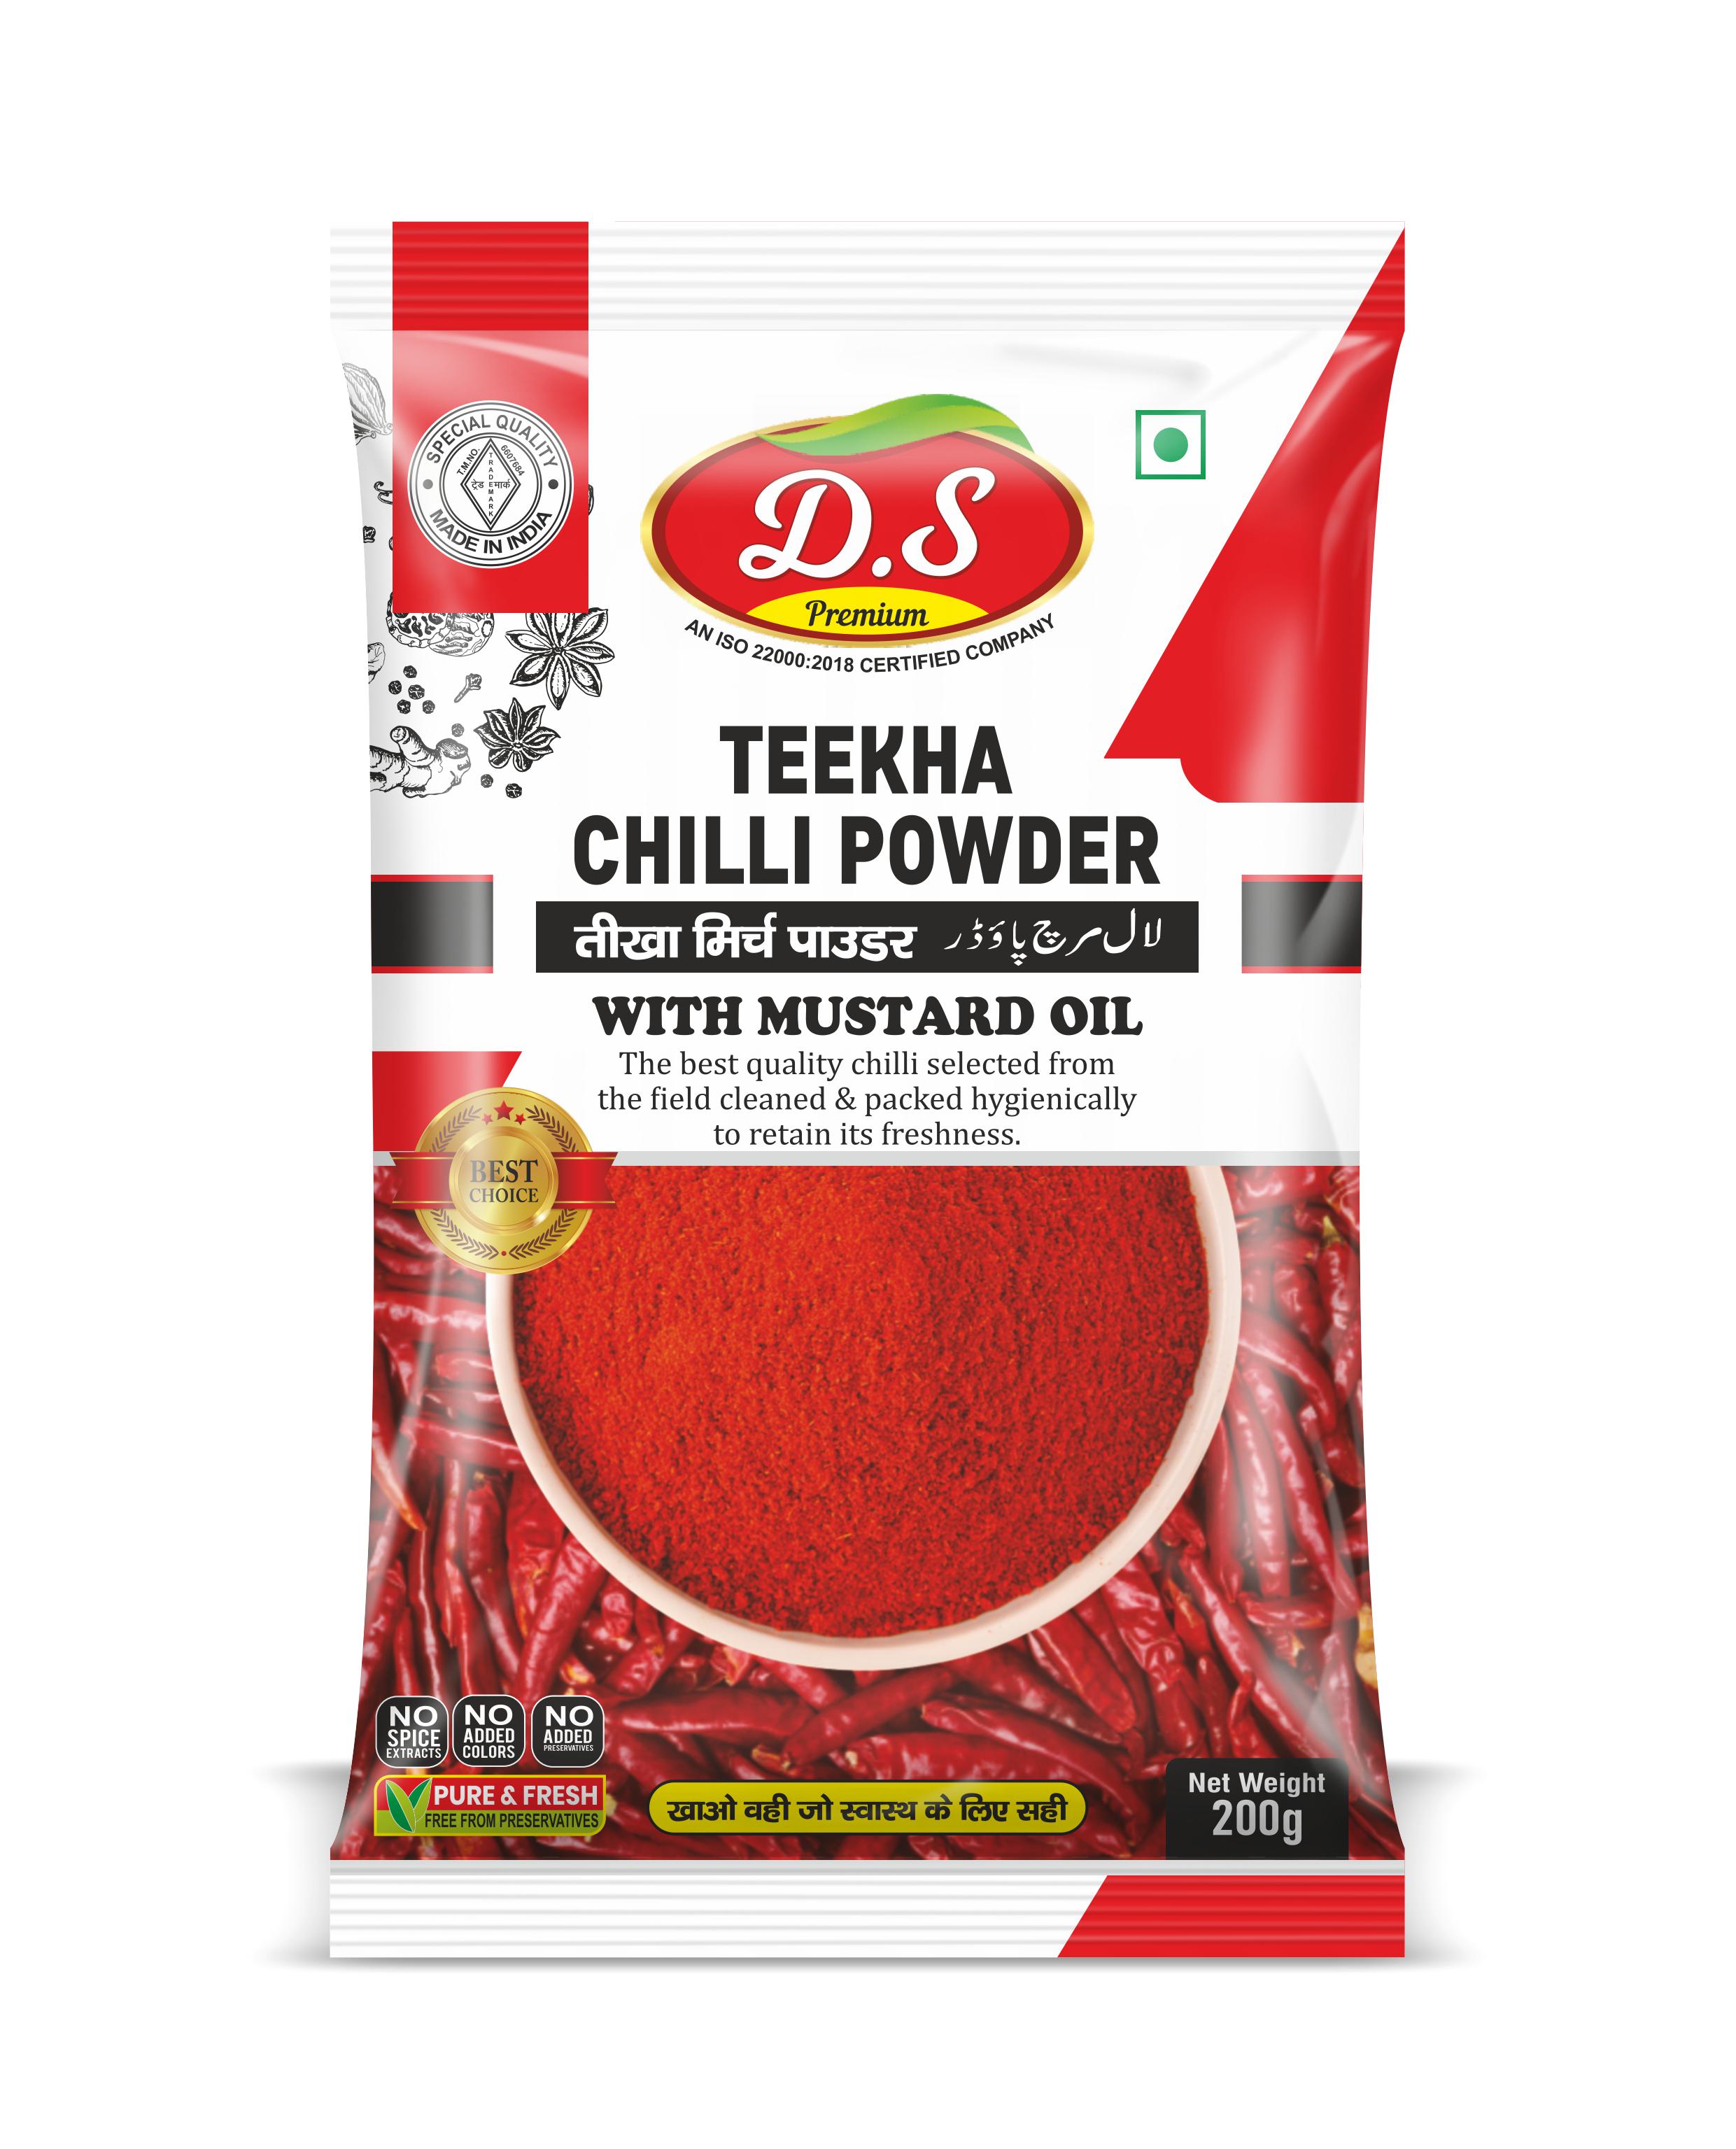 SPECIAL QUALITY
T.M.NO. 6607684
TRADEMARK
ट्रेड मार्क
MADE IN INDIA
D.S
Premium
AN ISO 22000:2018 CERTIFIED COMPANY
TEEKHA
CHILLI POWDER
तीखा मिर्च पाउडर لال مرچ پاؤڈر
WITH MUSTARD OIL
The best quality chilli selected from
the field cleaned & packed hygienically
to retain its freshness.
BEST
CHOICE
NO
SPICE
EXTRACTS
NO
ADDED
COLORS
NO
ADDED
PRESERVATIVES
PURE & FRESH
FREE FROM PRESERVATIVES
खाओ वही जो स्वास्थ के लिए सही
Net Weight
200g